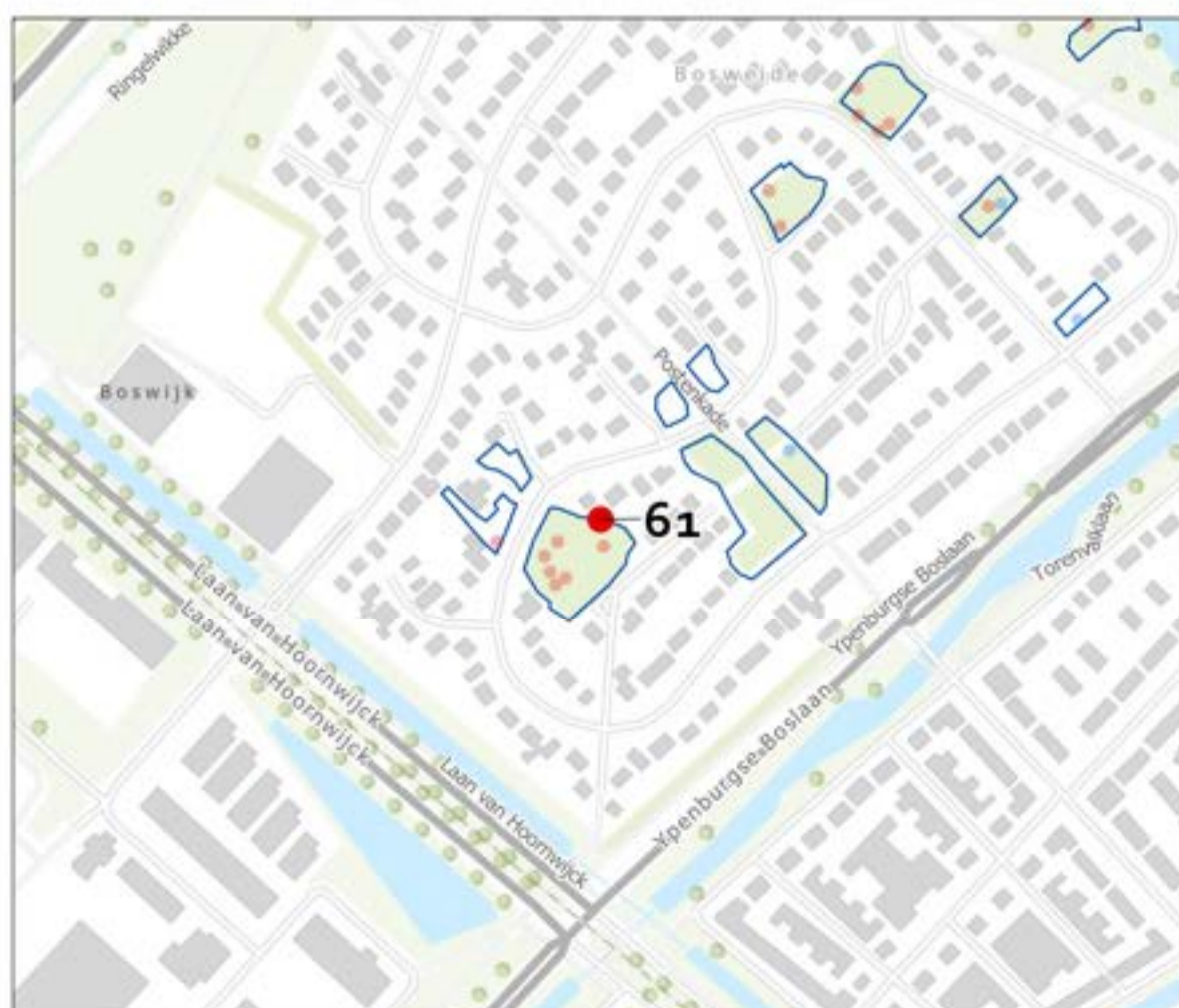 Ringelwikke
Bosweide
Boswijk
Postenkade
61
Torenvalklaan
Ypenburgse Boslaan
Laan van Hoornwijck
Laan van Hoornwijck
Ypenburgse Boslaan
Laan van Hoornwijck